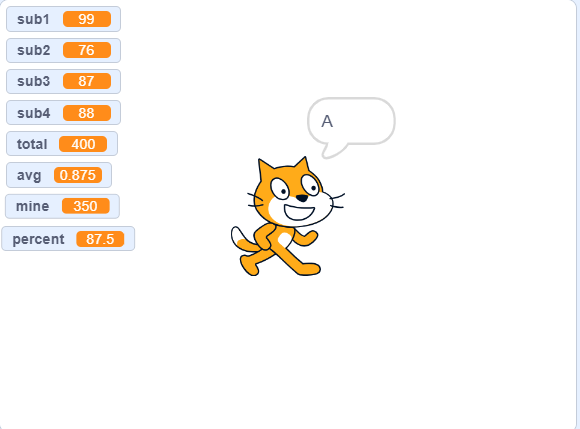 sub1 99
sub2 76
sub3 87
sub4 88
total 400
avg 0.875
mine 350
percent 87.5
A